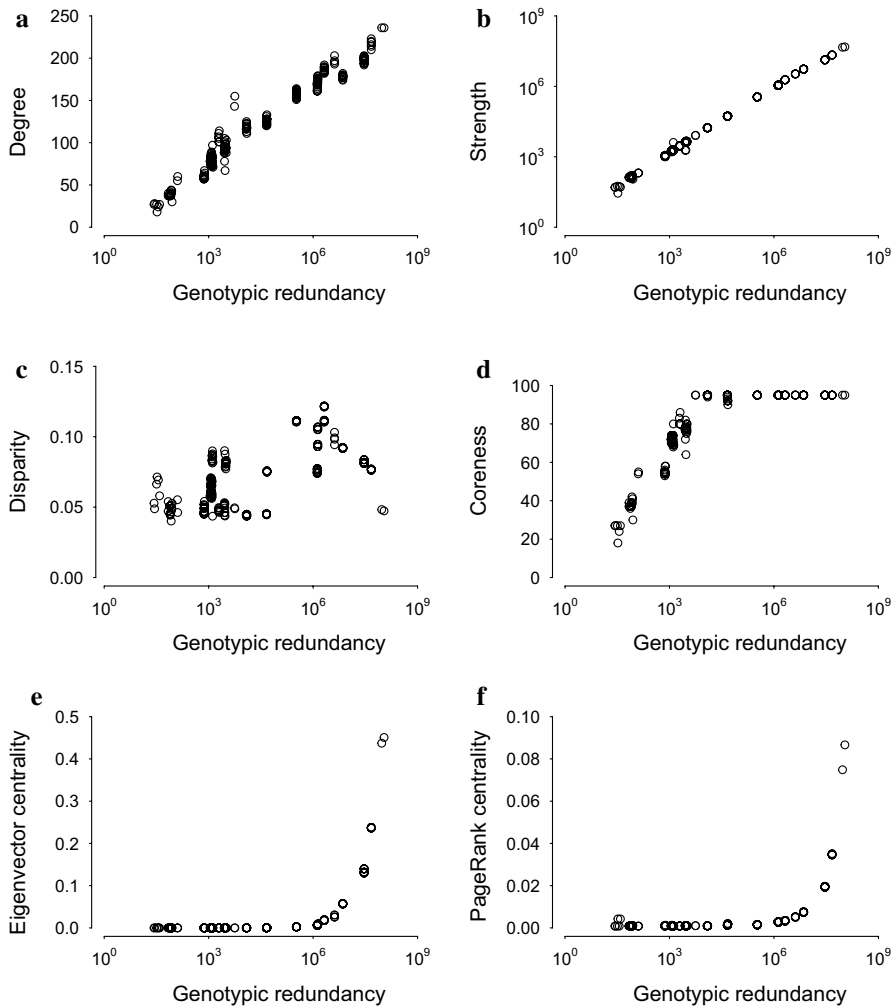 a
250
200
150
100
50
0
Degree
10^0 10^3 10^6 10^9
Genotypic redundancy
b
10^9
10^6
10^3
10^0
Strength
10^0 10^3 10^6 10^9
Genotypic redundancy
c
0.15
0.10
0.05
0.00
Disparity
10^0 10^3 10^6 10^9
Genotypic redundancy
d
100
80
60
40
20
0
Coreness
10^0 10^3 10^6 10^9
Genotypic redundancy
e
0.5
0.4
0.3
0.2
0.1
0.0
Eigenvector centrality
10^0 10^3 10^6 10^9
Genotypic redundancy
f
0.10
0.08
0.06
0.04
0.02
0.00
PageRank centrality
10^0 10^3 10^6 10^9
Genotypic redundancy